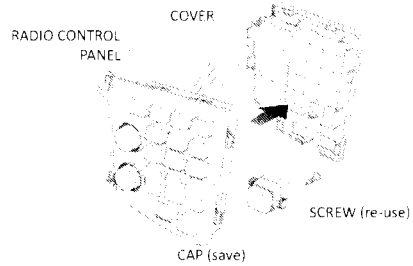 COVER
RADIO CONTROL
PANEL
SCREW (re-use)
CAP (save)